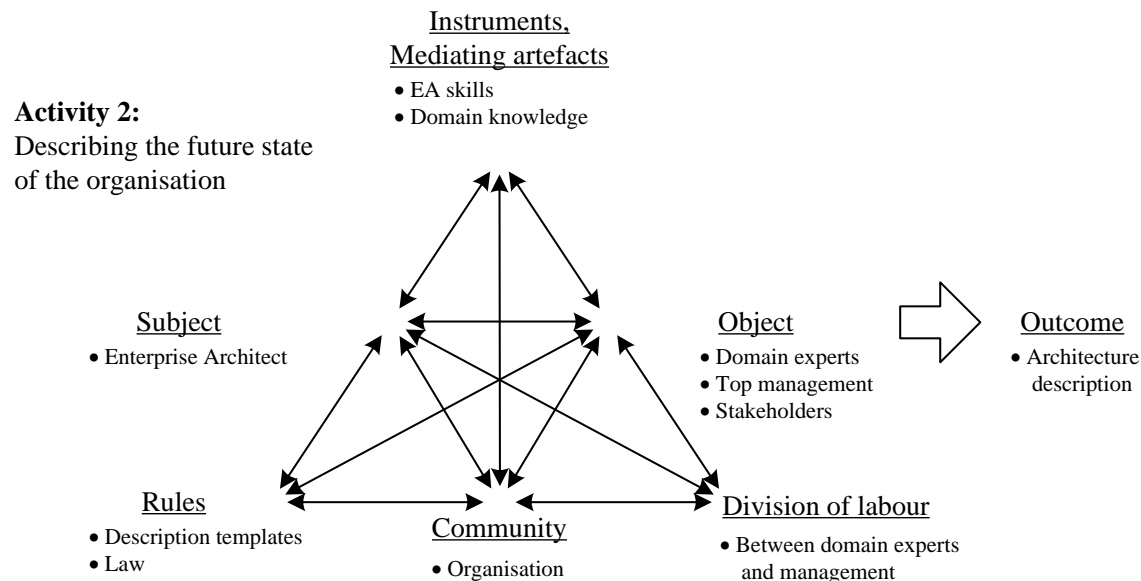 Instruments,
Mediating artefacts
• EA skills
• Domain knowledge
Activity 2:
Describing the future state
of the organisation
Subject
• Enterprise Architect
Object
• Domain experts
• Top management
• Stakeholders
Outcome
• Architecture
description
Rules
• Description templates
• Law
Community
• Organisation
Division of labour
• Between domain experts
and management